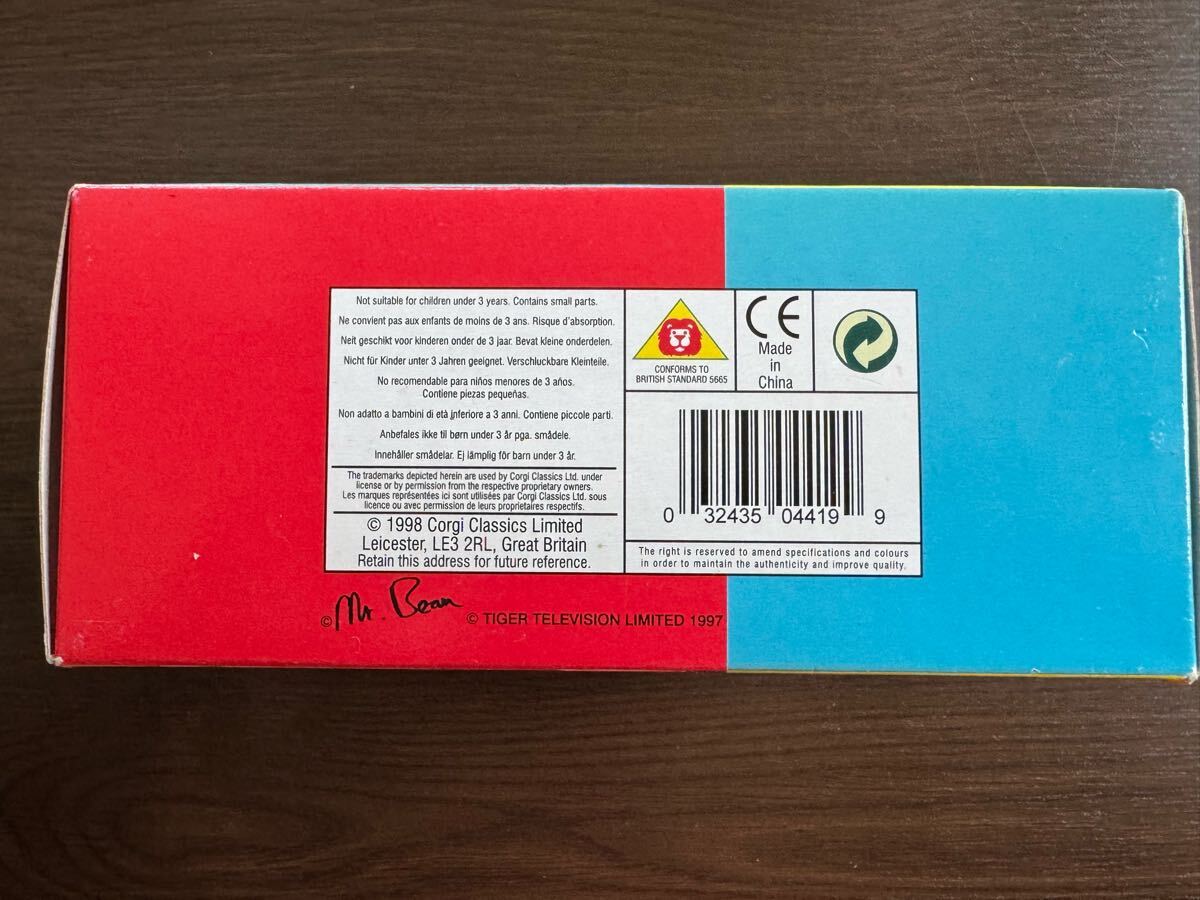 Not suitable for children under 3 years. Contains small parts.
Ne convient pas aux enfants de moins de 3 ans. Risque d'absorption.
Neit geschikt voor kinderen onder de 3 jaar. Bevat kleine onderdelen.
Nicht für Kinder unter 3 Jahren geeignet. Verschluckbare Kleinteile.
No recomendable para niños menores de 3 años.
Contiene piezas pequeñas.
Non adatto a bambini di età jnferiore a 3 anni. Contiene piccole parti.
Anbefales ikke til børn under 3 år pga. smådele.
Innehåller smådelar. Ej lämplig för barn under 3 år.
The trademarks depicted herein are used by Corgi Classics Ltd. under
license or by permission from the respective proprietary owners.
Les marques représentées ici sont utilisées par Corgi Classics Ltd. sous
licence ou avec permission de leurs proprietaires respectifs.
© 1998 Corgi Classics Limited
Leicester, LE3 2RL, Great Britain
Retain this address for future reference.
CONFORMS TO
BRITISH STANDARD 5665
CE
Made
in
China
0 32435 04419 9
The right is reserved to amend specifications and colours
in order to maintain the authenticity and improve quality.
© Mr. Bean © TIGER TELEVISION LIMITED 1997